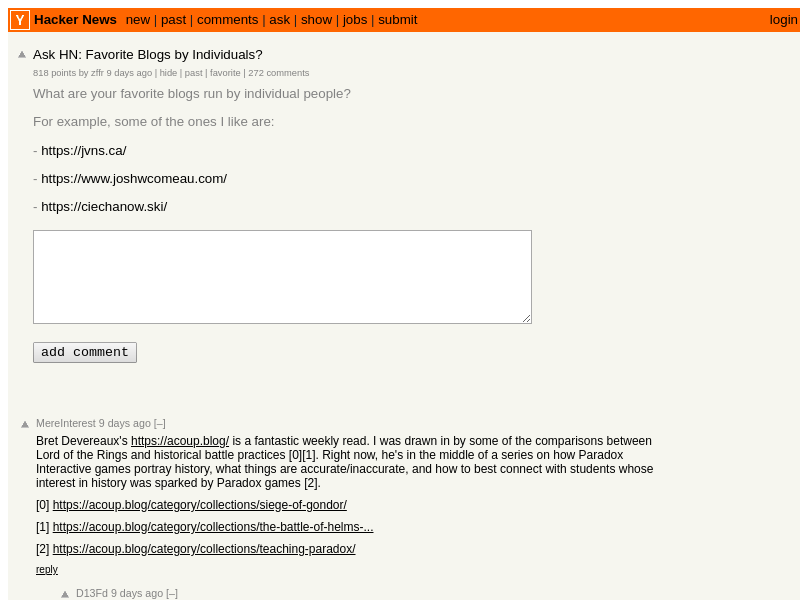 Y Hacker News new | past | comments | ask | show | jobs | submit login
Ask HN: Favorite Blogs by Individuals?
818 points by zffr 9 days ago | hide | past | favorite | 272 comments
What are your favorite blogs run by individual people?
For example, some of the ones I like are:
- https://jvns.ca/
- https://www.joshwcomeau.com/
- https://ciechanow.ski/
add comment
MereInterest 9 days ago [–]
Bret Devereaux's https://acoup.blog/ is a fantastic weekly read. I was drawn in by some of the comparisons between
Lord of the Rings and historical battle practices [0][1]. Right now, he's in the middle of a series on how Paradox
Interactive games portray history, what things are accurate/inaccurate, and how to best connect with students whose
interest in history was sparked by Paradox games [2].
[0] https://acoup.blog/category/collections/siege-of-gondor/
[1] https://acoup.blog/category/collections/the-battle-of-helms-...
[2] https://acoup.blog/category/collections/teaching-paradox/
reply
D13Fd 9 days ago [–]